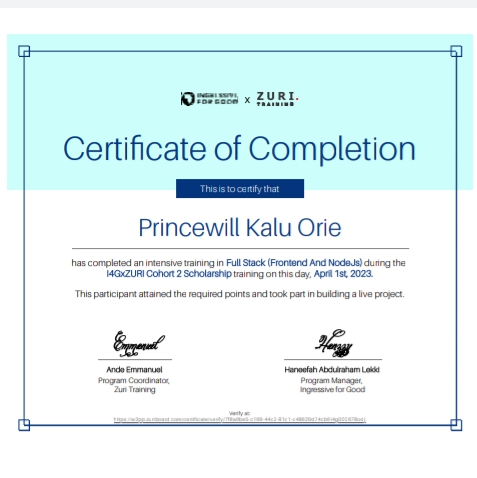 INGRESSIVE
FOR GOOD x ZURI.
TRAINING
Certificate of Completion
This is to certify that
Princewill Kalu Orie
has completed an intensive training in Full Stack (Frontend And NodeJs) during the
I4GxZURI Cohort 2 Scholarship training on this day, April 1st, 2023.
This participant attained the required points and took part in building a live project.
Emmanuel
Ande Emmanuel
Program Coordinator,
Zuri Training
Haneefah Abdulraham Lekki
Program Manager,
Ingressive for Good
Verify at: